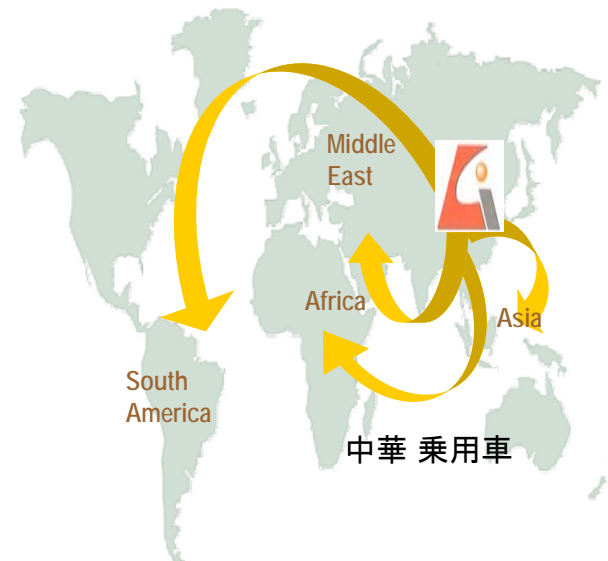 Middle
East
Africa
Asia
South
America
中華 乗用車